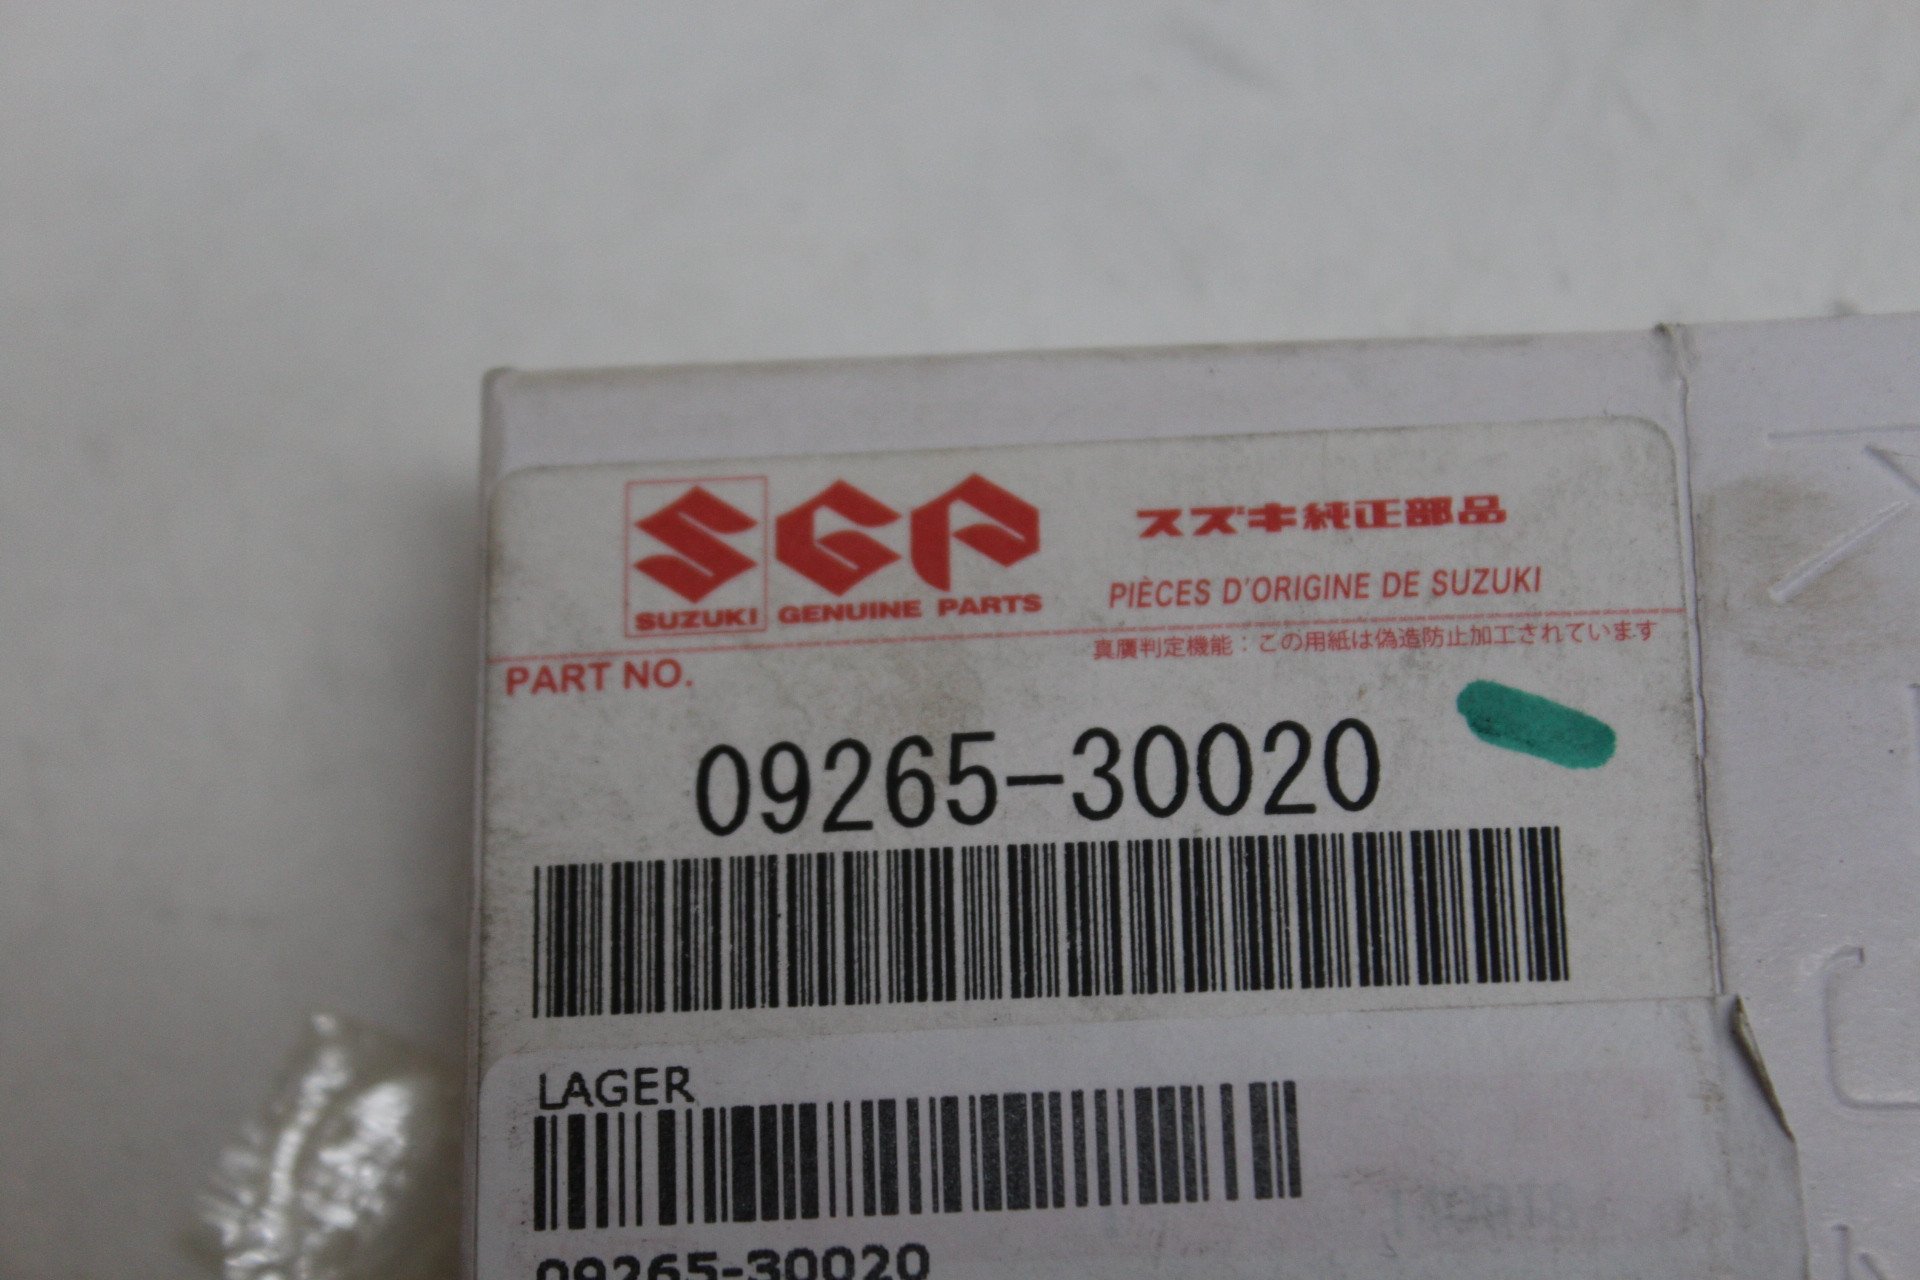 SGP スズキ純正部品
SUZUKI GENUINE PARTS PIÈCES D'ORIGINE DE SUZUKI
真贋判定機能：この用紙は偽造防止加工されています
PART NO.
09265-30020
LAGER
09265-30020